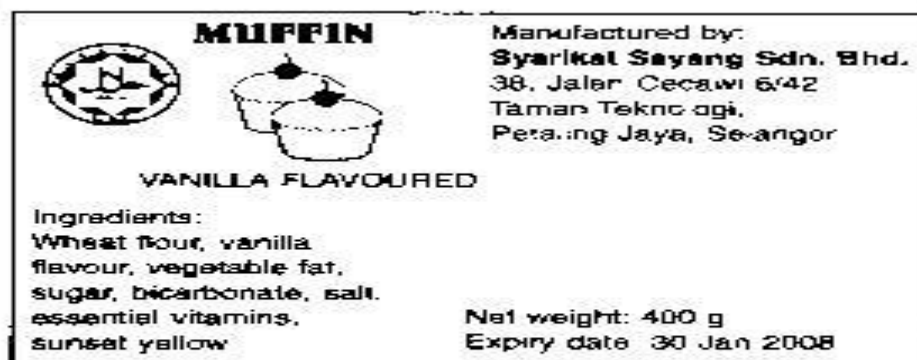 MUFFIN
VANILLA FLAVOURED
Manufactured by:
Syarikat Sayang Sdn. Bhd.
38, Jalan Cecawi 6/42
Taman Teknologi,
Petaling Jaya, Selangor
Ingredients:
Wheat flour, vanilla
flavour, vegetable fat,
sugar, bicarbonate, salt,
essential vitamins,
sunset yellow
Net weight: 400 g
Expiry date 30 Jan 2008